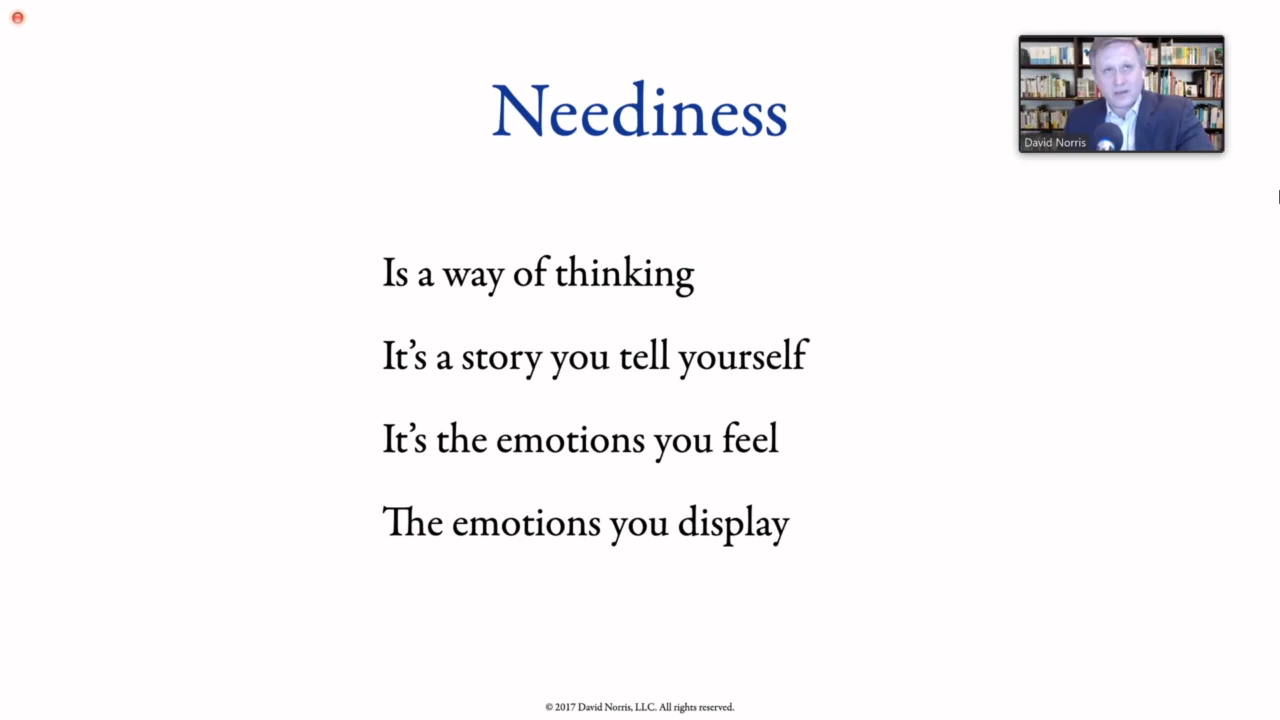 Neediness
David Norris
Is a way of thinking
It’s a story you tell yourself
It’s the emotions you feel
The emotions you display
© 2017 David Norris, LLC. All rights reserved.